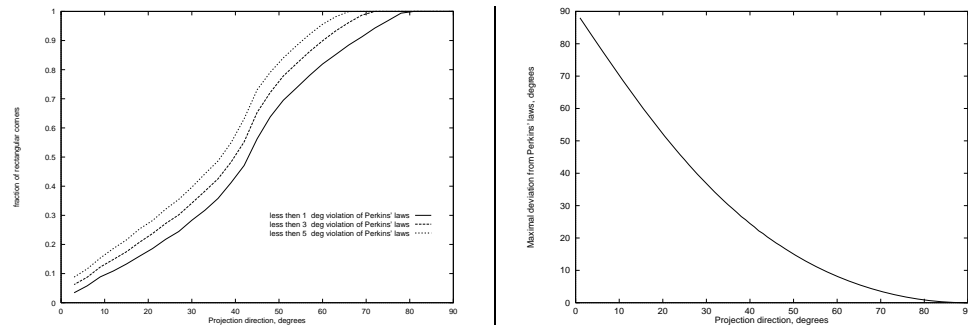 1
0.9
0.8
0.7
0.6
0.5
0.4
0.3
0.2
0.1
0
fraction of rectangular corners
less then 1 deg violation of Perkins' laws
less then 3 deg violation of Perkins' laws
less then 5 deg violation of Perkins' laws
0 10 20 30 40 50 60 70 80 90
Projection direction, degrees
90
80
70
60
50
40
30
20
10
0
Maximal deviation from Perkins' laws, degrees
0 10 20 30 40 50 60 70 80 90
Projection direction, degrees